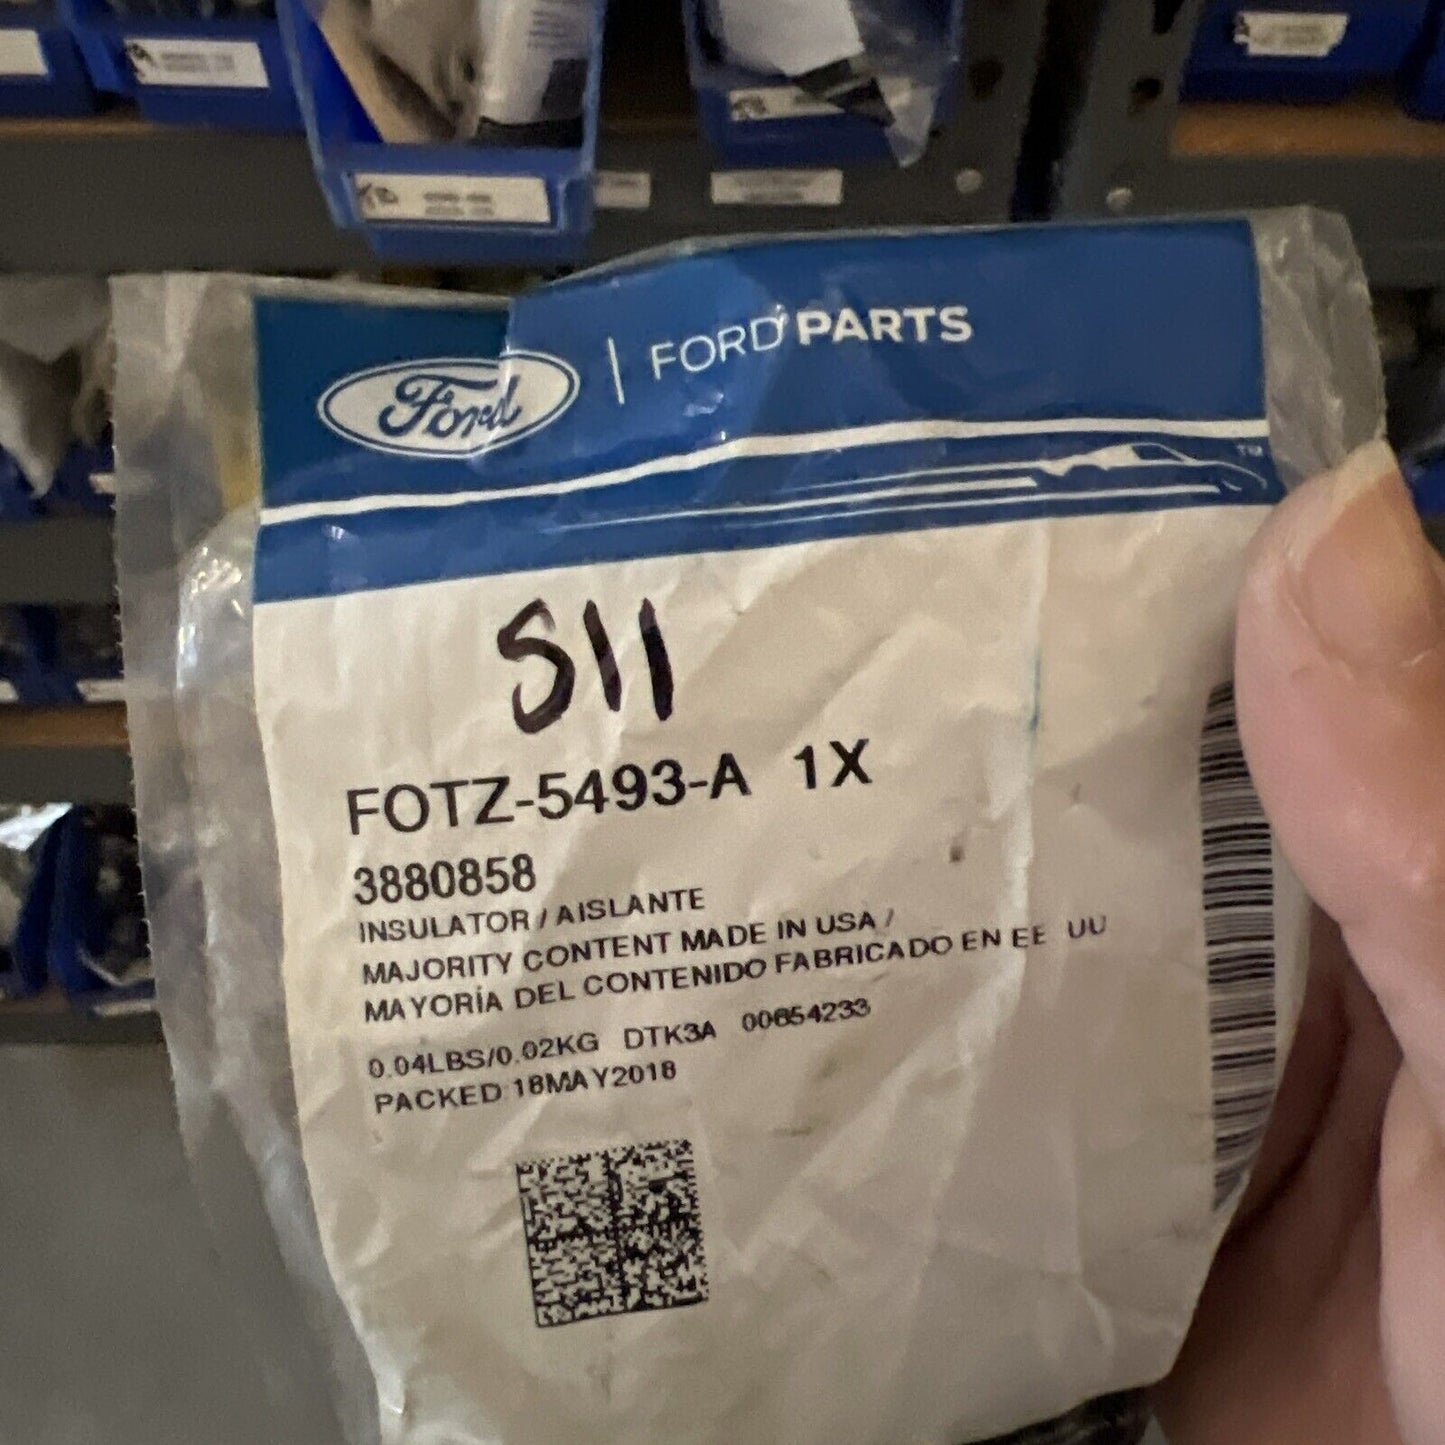 Ford | FORD PARTS
TM
S11
FOTZ-5493-A 1X
3880858
INSULATOR / AISLANTE
MAJORITY CONTENT MADE IN USA /
MAYORÍA DEL CONTENIDO FABRICADO EN EE UU
0.04LBS/0.02KG DTK3A 00654233
PACKED:18MAY2018